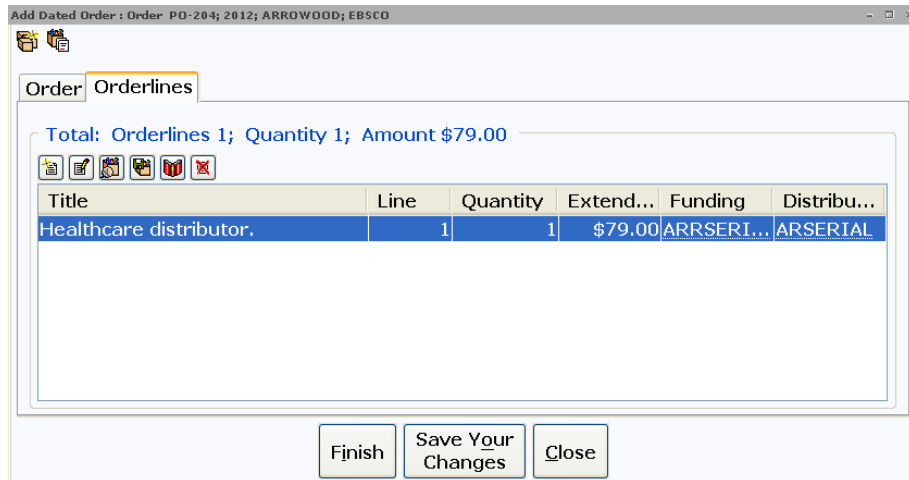 Add Dated Order : Order PO-204; 2012; ARROWOOD; EBSCO
Order Orderlines
Total: Orderlines 1; Quantity 1; Amount $79.00
Title Line Quantity Extend... Funding Distribu...
Healthcare distributor. 1 1 $79.00 ARRSERI... ARSERIAL
Finish Save Your Changes Close